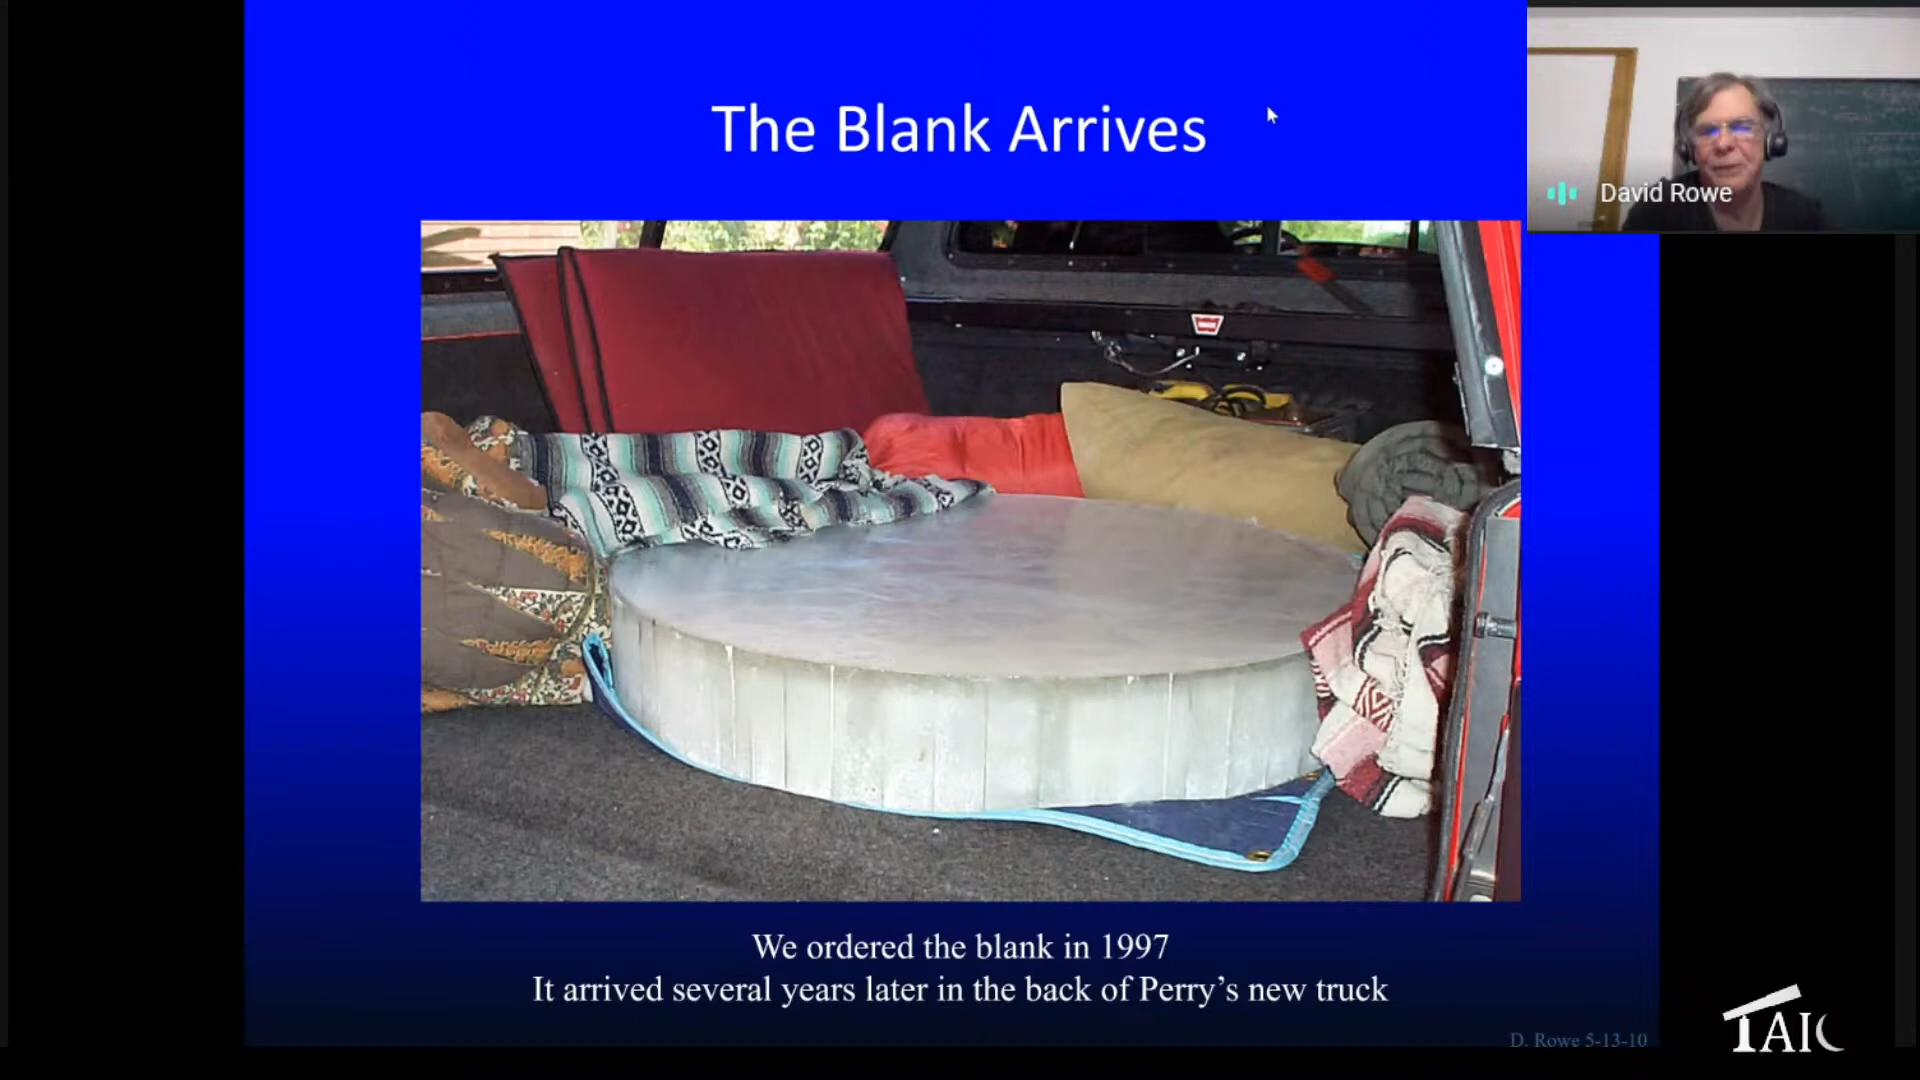 The Blank Arrives
David Rowe
We ordered the blank in 1997
It arrived several years later in the back of Perry’s new truck
D. Rowe 5-13-10
TAIC